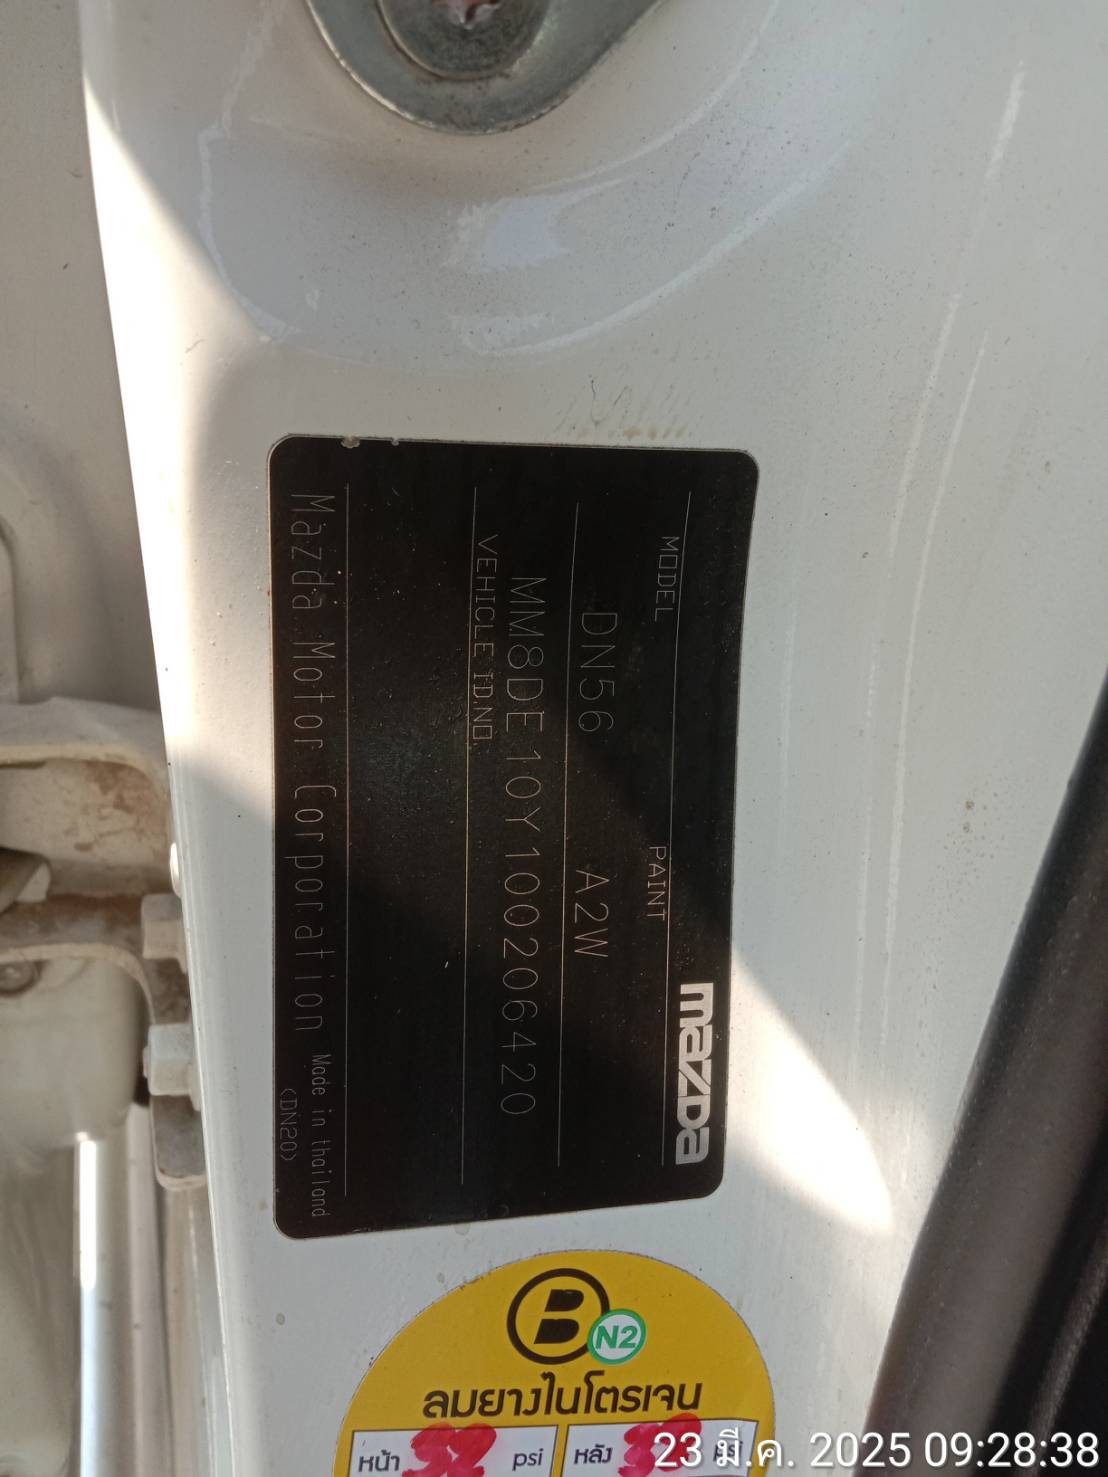 mazda
MODEL PAINT
DN56 A2W
MM8DE10Y100206420
VEHICLE ID.NO
Mazda Motor Corporation Made in thailand
(DN20)
B N2
ลมยางไนโตรเจน
หน้า psi หลัง psi
23 มี.ค. 2025 09:28:38